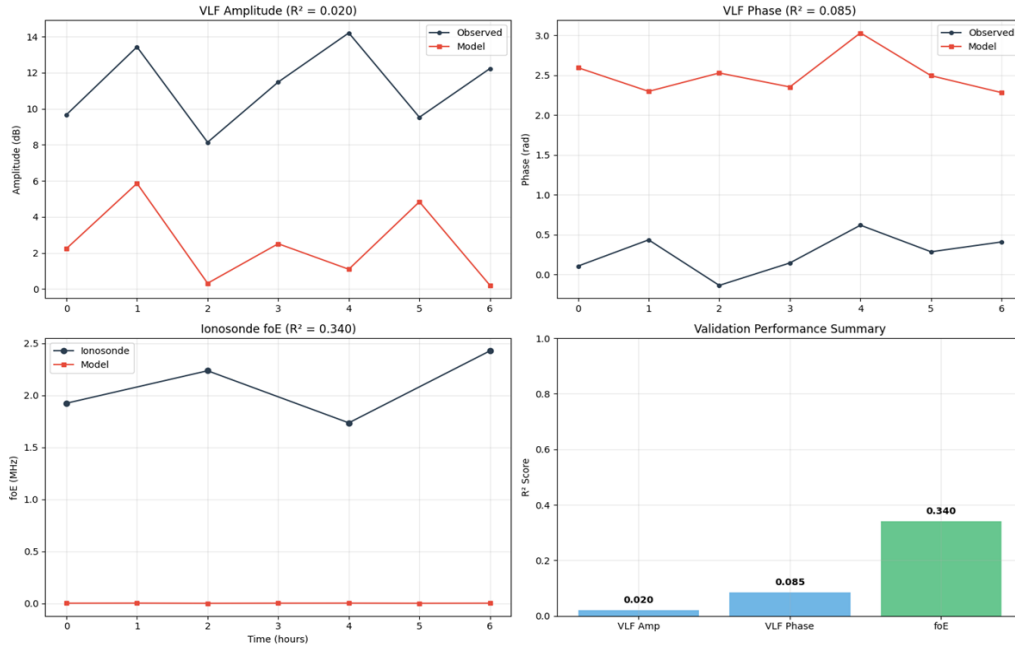 VLF Amplitude (R² = 0.020)
Amplitude (dB)
14
12
10
8
6
4
2
0
0 1 2 3 4 5 6
Observed
Model
VLF Phase (R² = 0.085)
Phase (rad)
3.0
2.5
2.0
1.5
1.0
0.5
0.0
0 1 2 3 4 5 6
Observed
Model
Ionosonde foE (R² = 0.340)
foE (MHz)
2.5
2.0
1.5
1.0
0.5
0.0
0 1 2 3 4 5 6
Time (hours)
Ionosonde
Model
Validation Performance Summary
R² Score
1.0
0.8
0.6
0.4
0.2
0.0
0.020
0.085
0.340
VLF Amp VLF Phase foE